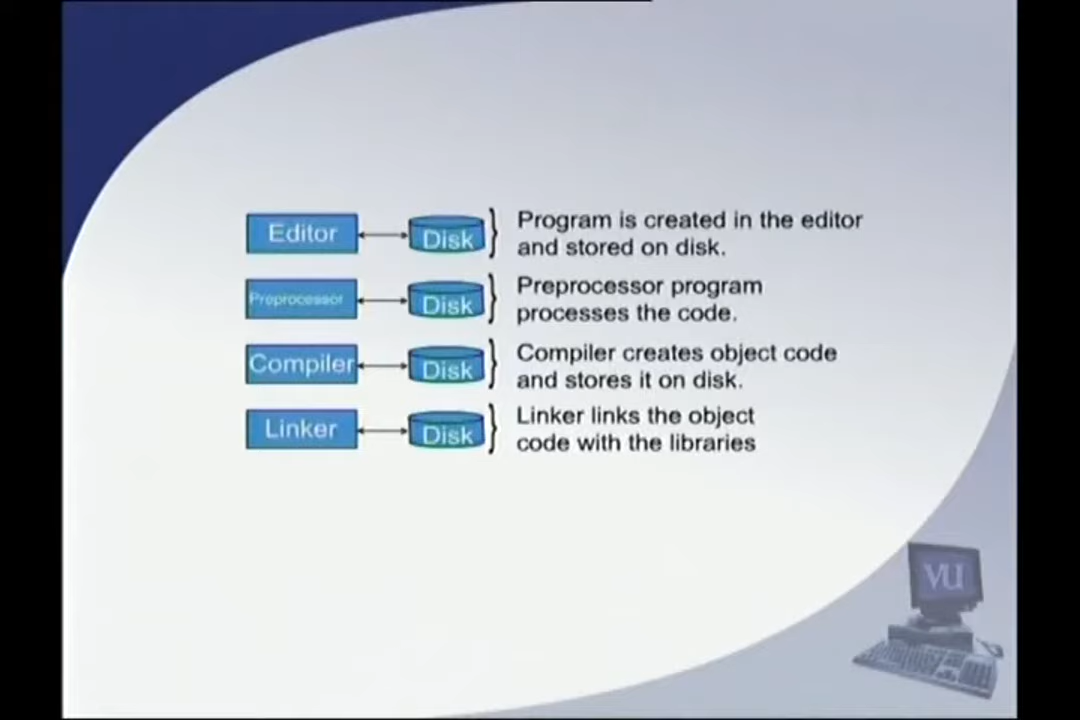 Editor
Disk
Program is created in the editor
and stored on disk.
Preprocessor
Disk
Preprocessor program
processes the code.
Compiler
Disk
Compiler creates object code
and stores it on disk.
Linker
Disk
Linker links the object
code with the libraries
VU